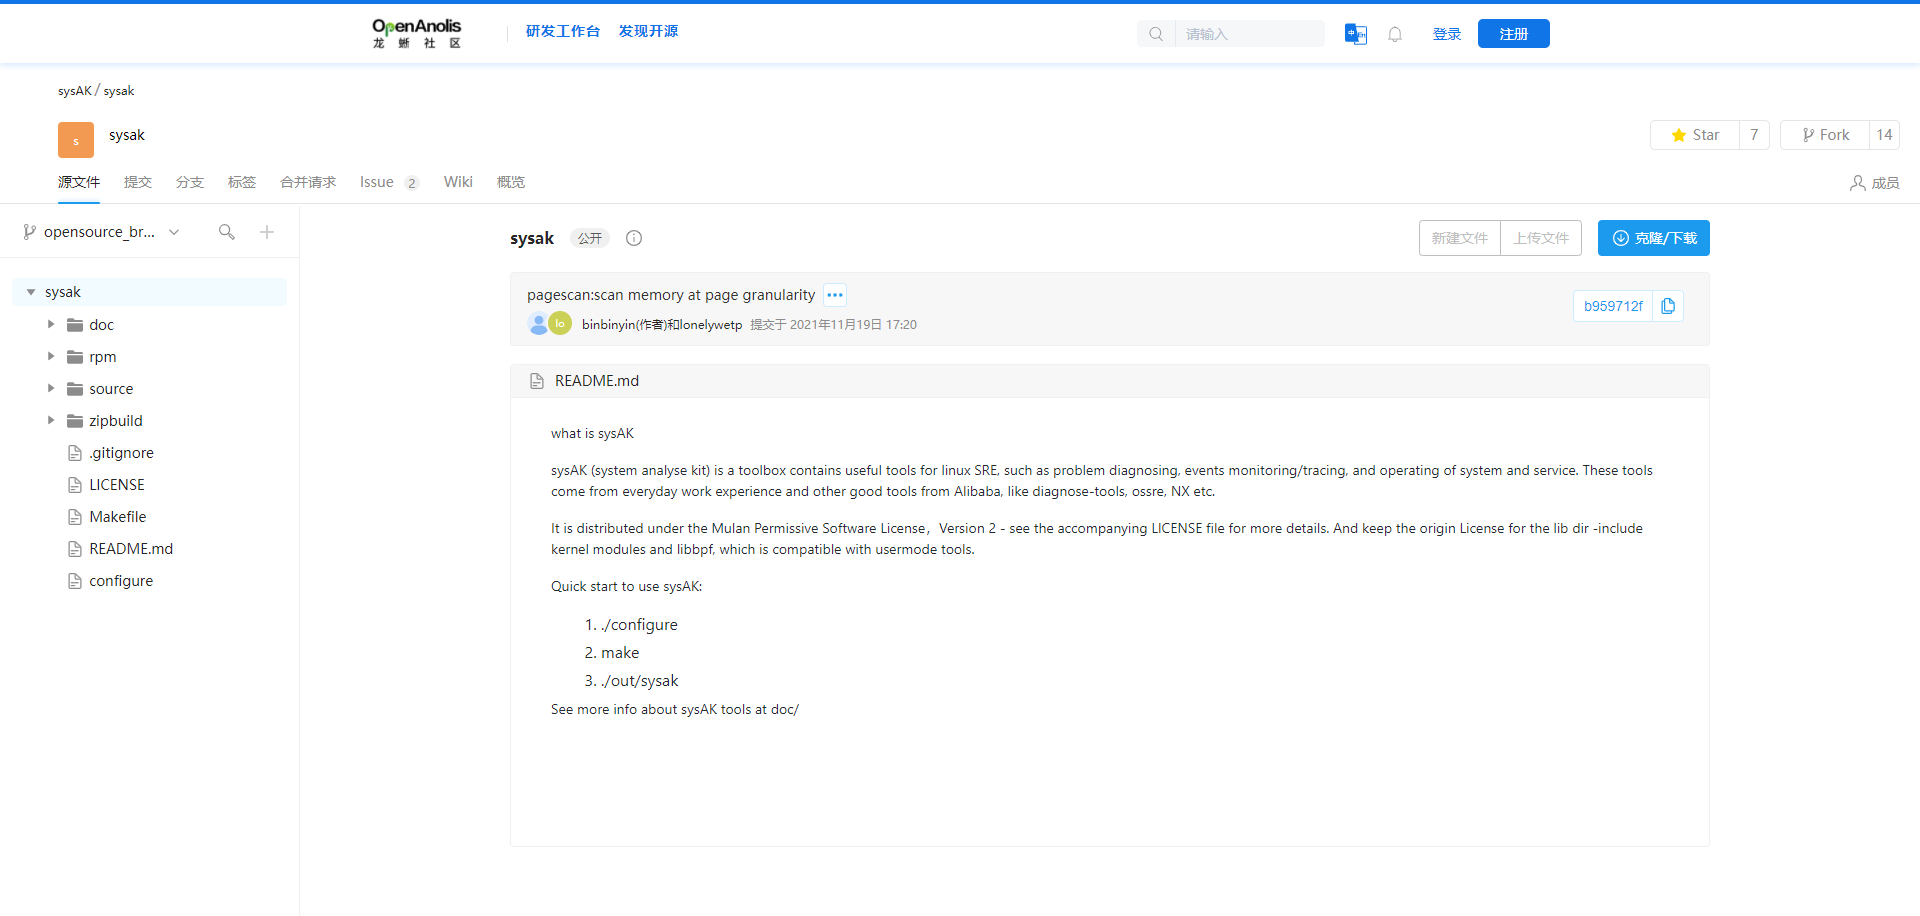 OpenAnolis
龙 蜥 社 区
研发工作台 发现开源
请输入
中 En
登录 注册
sysAK / sysak
s sysak
Star 7 Fork 14
源文件 提交 分支 标签 合并请求 Issue 2 Wiki 概览
成员
opensource_br...
sysak
doc
rpm
source
zipbuild
.gitignore
LICENSE
Makefile
README.md
configure
sysak 公开
新建文件 上传文件 克隆/下载
pagescan:scan memory at page granularity
lo binbinyin(作者)和lonelywetp 提交于 2021年11月19日 17:20
b959712f
README.md
what is sysAK
sysAK (system analyse kit) is a toolbox contains useful tools for linux SRE, such as problem diagnosing, events monitoring/tracing, and operating of system and service. These tools
come from everyday work experience and other good tools from Alibaba, like diagnose-tools, ossre, NX etc.
It is distributed under the Mulan Permissive Software License，Version 2 - see the accompanying LICENSE file for more details. And keep the origin License for the lib dir -include
kernel modules and libbpf, which is compatible with usermode tools.
Quick start to use sysAK:
1. ./configure
2. make
3. ./out/sysak
See more info about sysAK tools at doc/